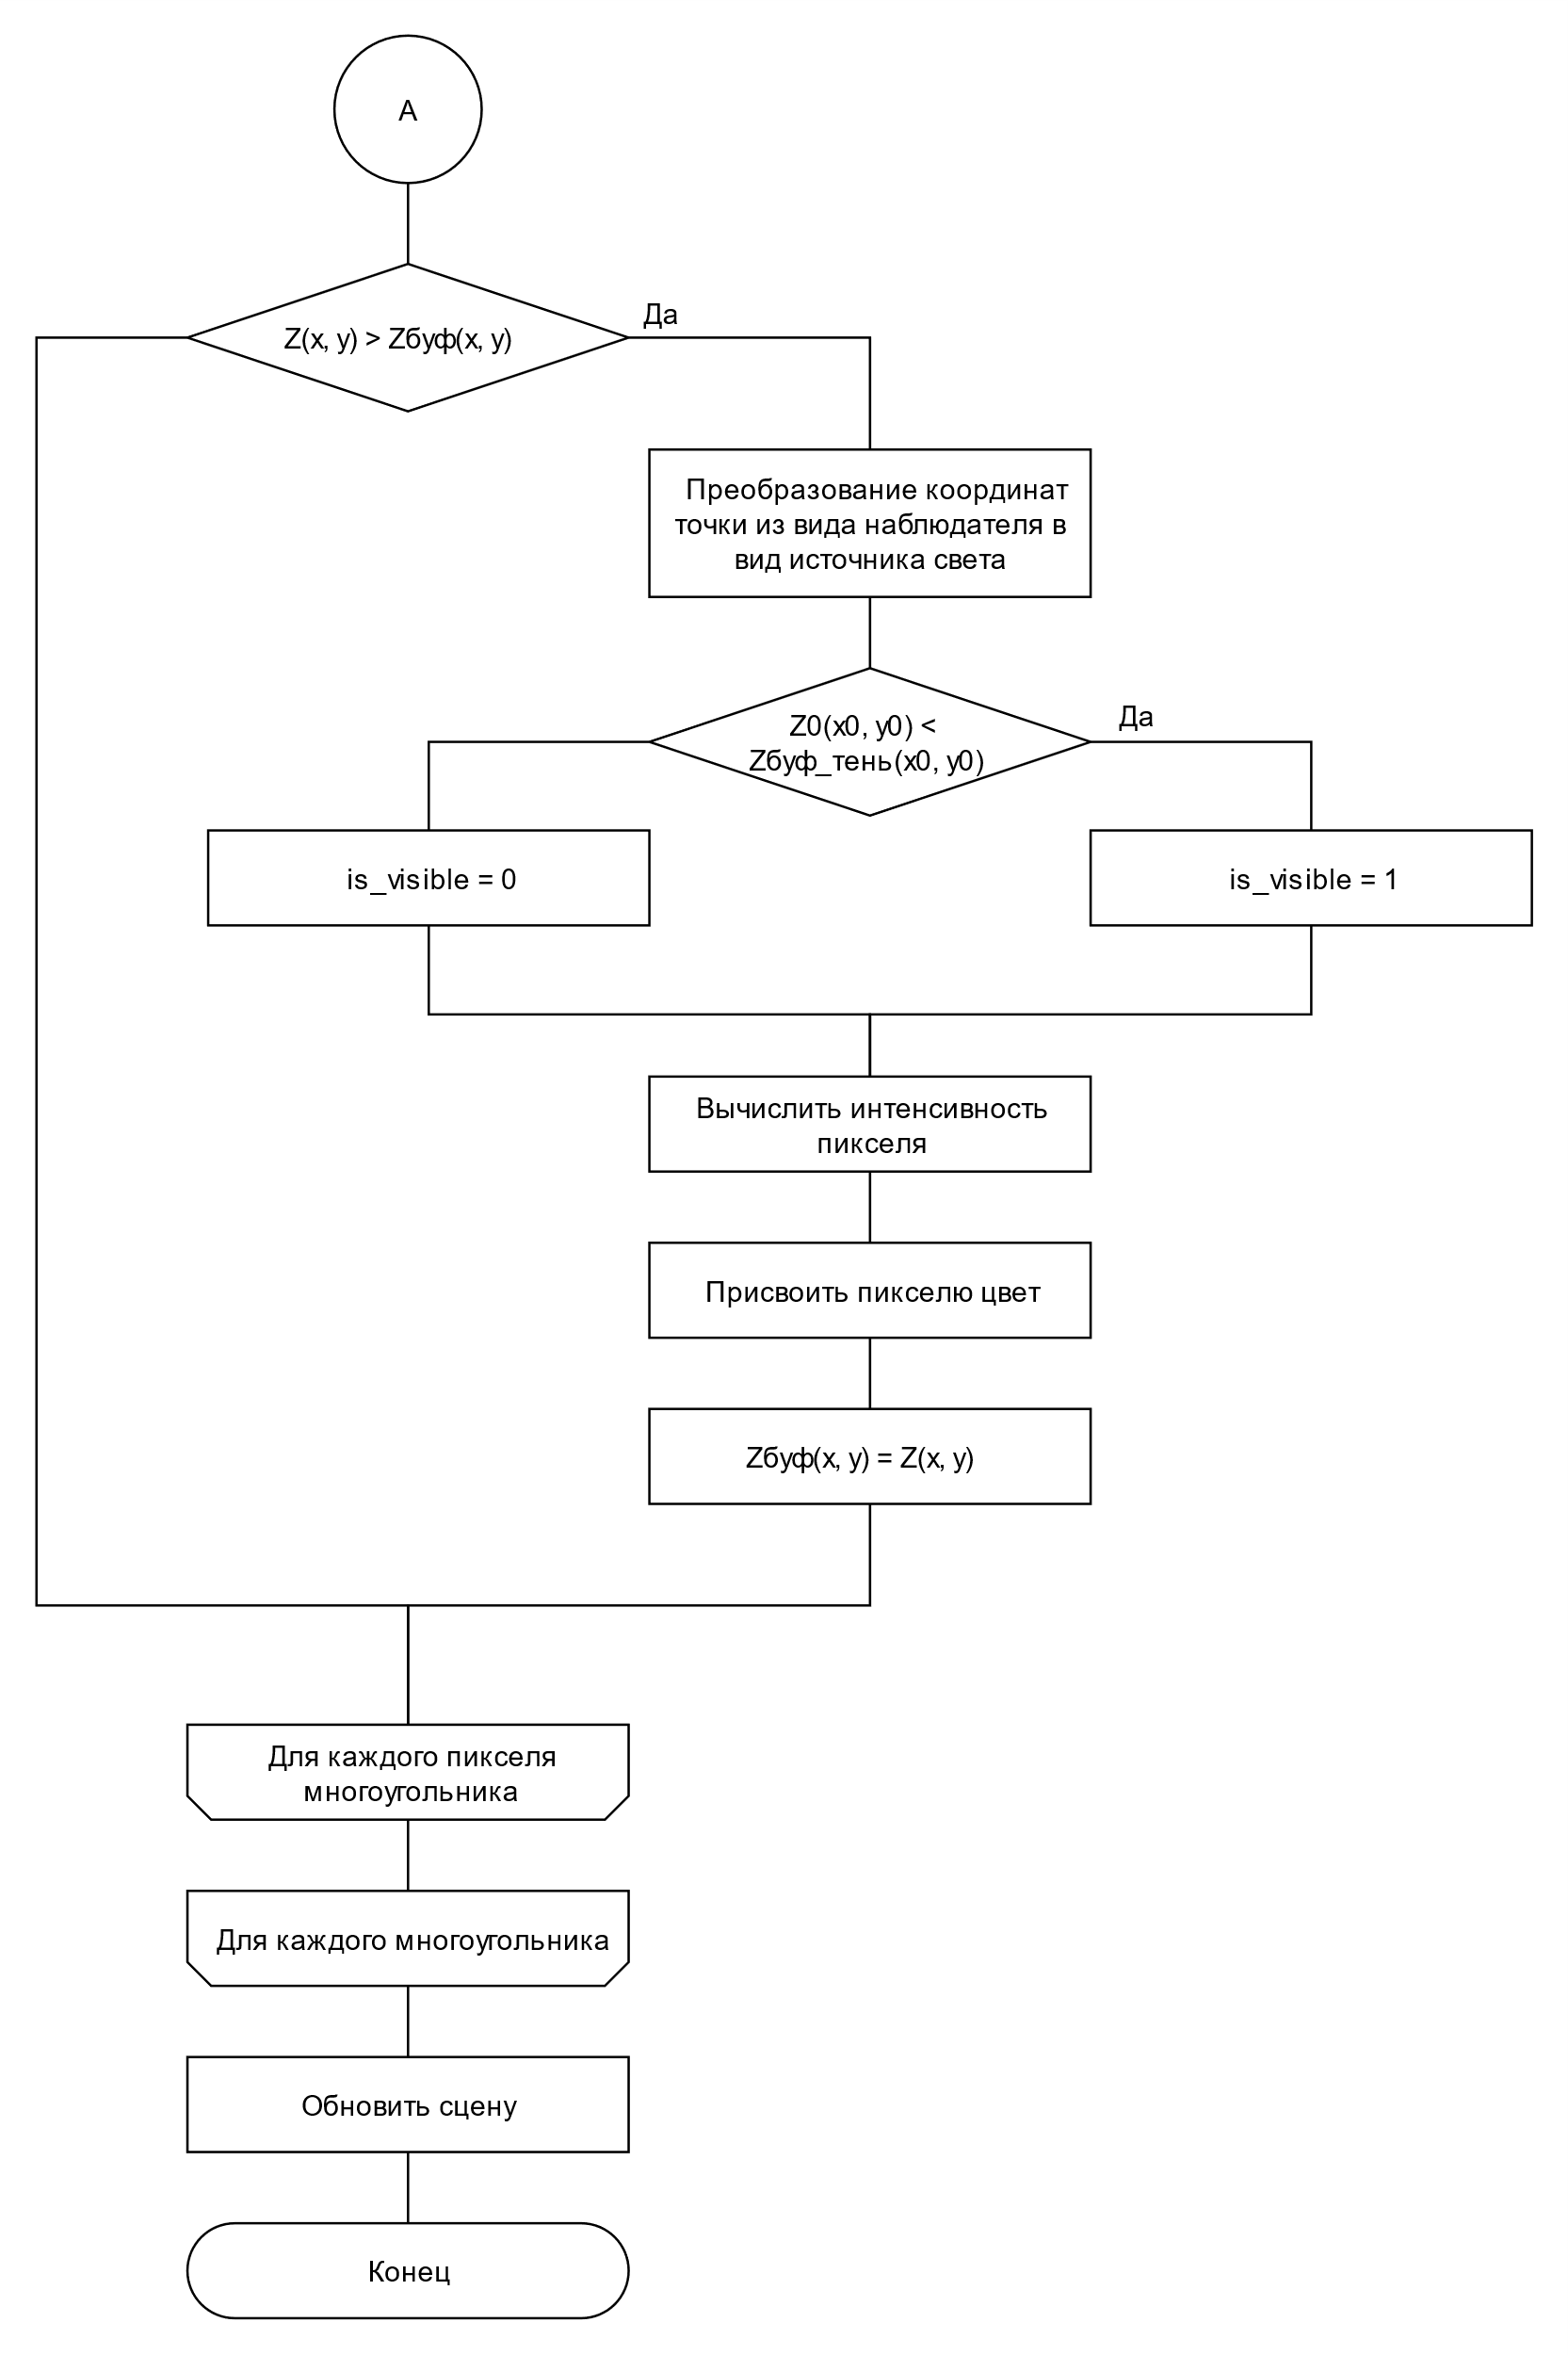 A
Z(x, y) > Zбуф(x, y)
Да
Преобразование координат
точки из вида наблюдателя в
вид источника света
Z0(x0, y0) <
Zбуф_тень(x0, y0)
Да
is_visible = 0
is_visible = 1
Вычислить интенсивность
пикселя
Присвоить пикселю цвет
Zбуф(x, y) = Z(x, y)
Для каждого пикселя
многоугольника
Для каждого многоугольника
Обновить сцену
Конец